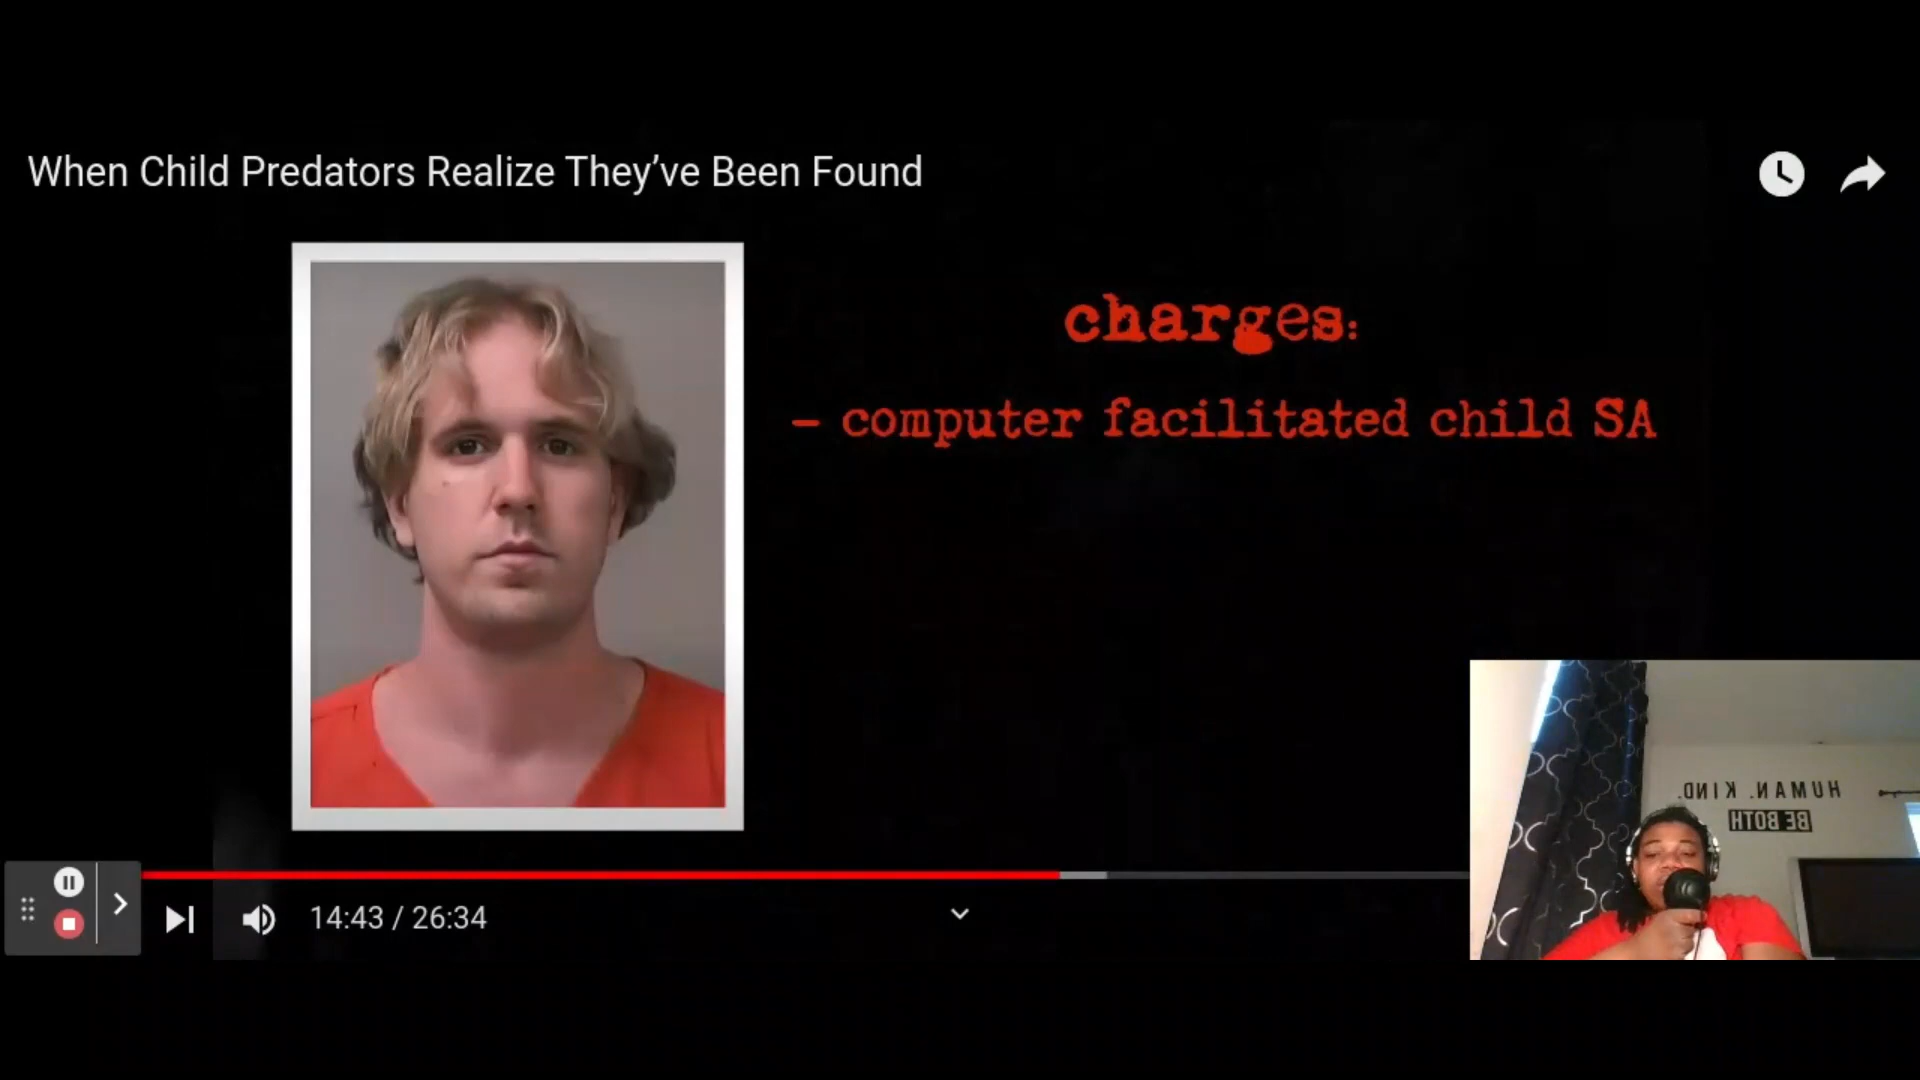 When Child Predators Realize They’ve Been Found
charges:
- computer facilitated child SA
HUMAN. KIND.
BE BOTH
14:43 / 26:34